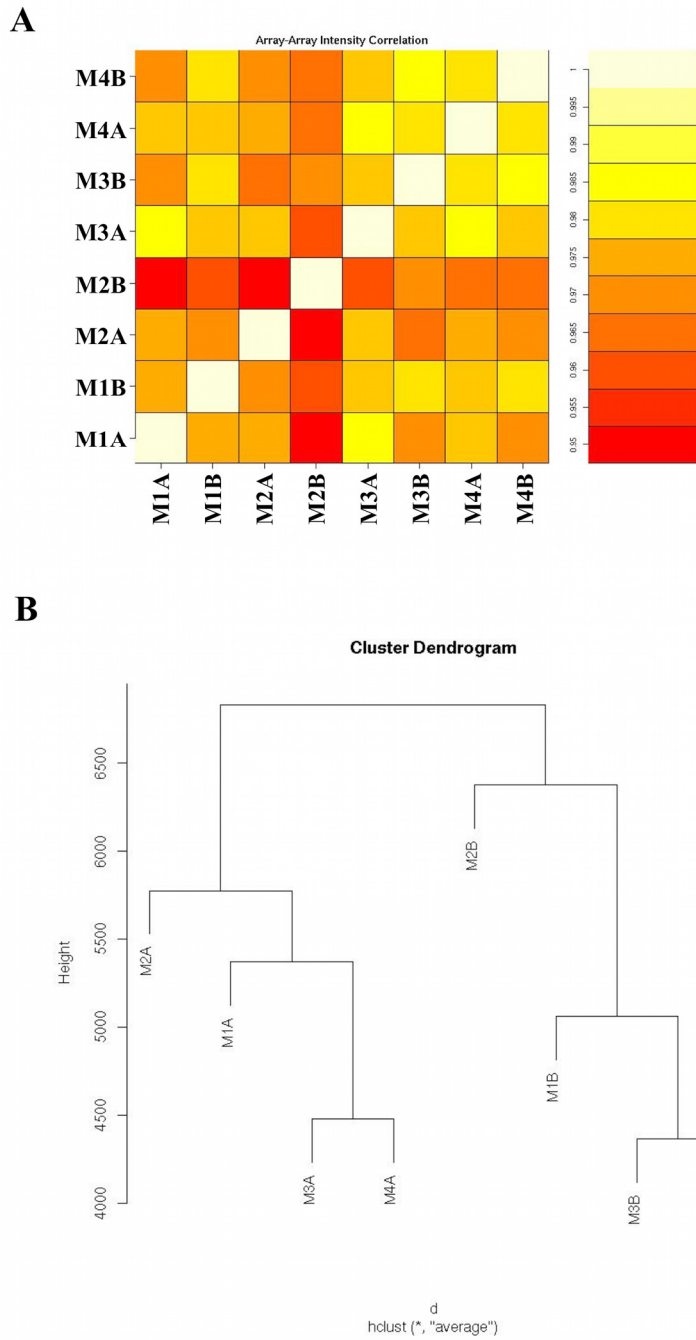 A
Array-Array Intensity Correlation
M4B
M4A
M3B
M3A
M2B
M2A
M1B
M1A
M1A
M1B
M2A
M2B
M3A
M3B
M4A
M4B
1
0.995
0.99
0.985
0.98
0.975
0.97
0.965
0.96
0.955
0.95
B
Cluster Dendrogram
Height
6500
6000
5500
5000
4500
4000
M2A
M1A
M3A
M4A
M2B
M1B
M3B
d
hclust (*, "average")